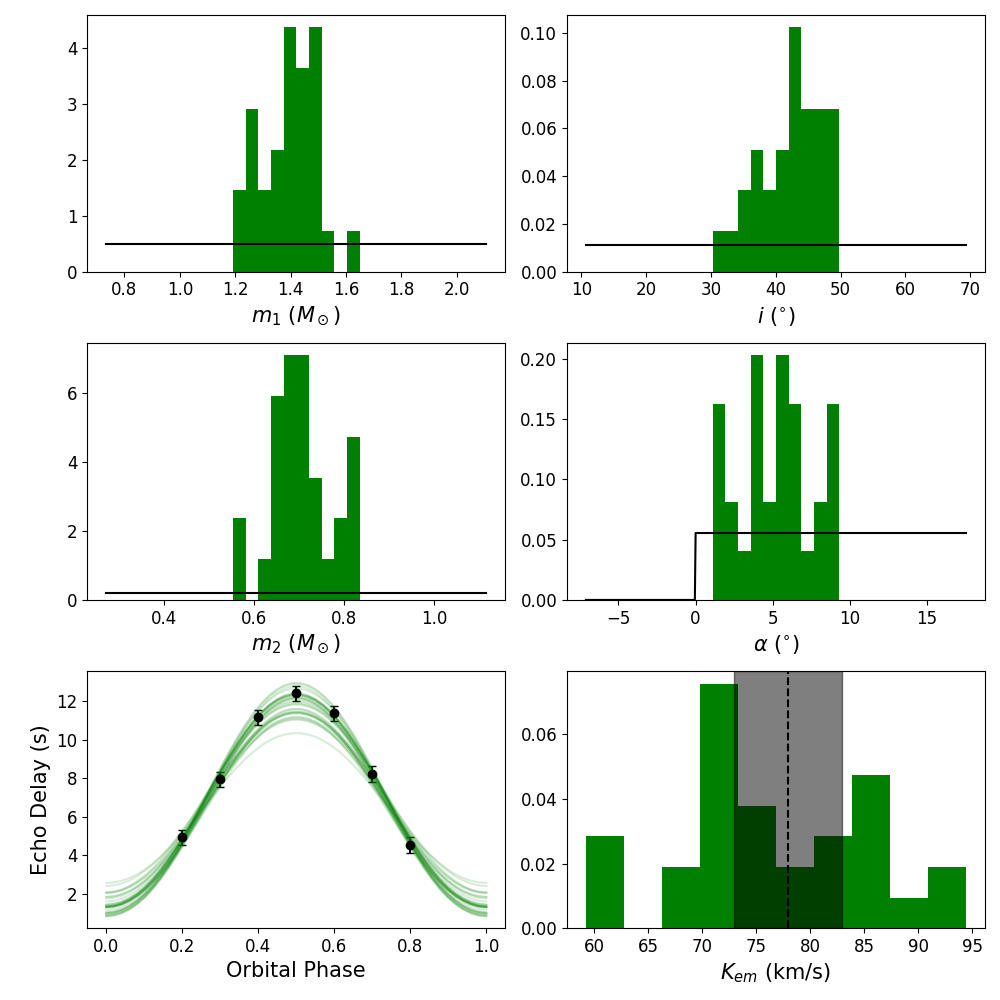 4
3
2
1
0
0.8 1.0 1.2 1.4 1.6 1.8 2.0
m₁ (M⊙)
0.10
0.08
0.06
0.04
0.02
0.00
10 20 30 40 50 60 70
i (°)
6
4
2
0
0.4 0.6 0.8 1.0
m₂ (M⊙)
0.20
0.15
0.10
0.05
0.00
−5 0 5 10 15
α (°)
Echo Delay (s)
12
10
8
6
4
2
0.0 0.2 0.4 0.6 0.8 1.0
Orbital Phase
0.06
0.04
0.02
0.00
60 65 70 75 80 85 90 95
K_em (km/s)